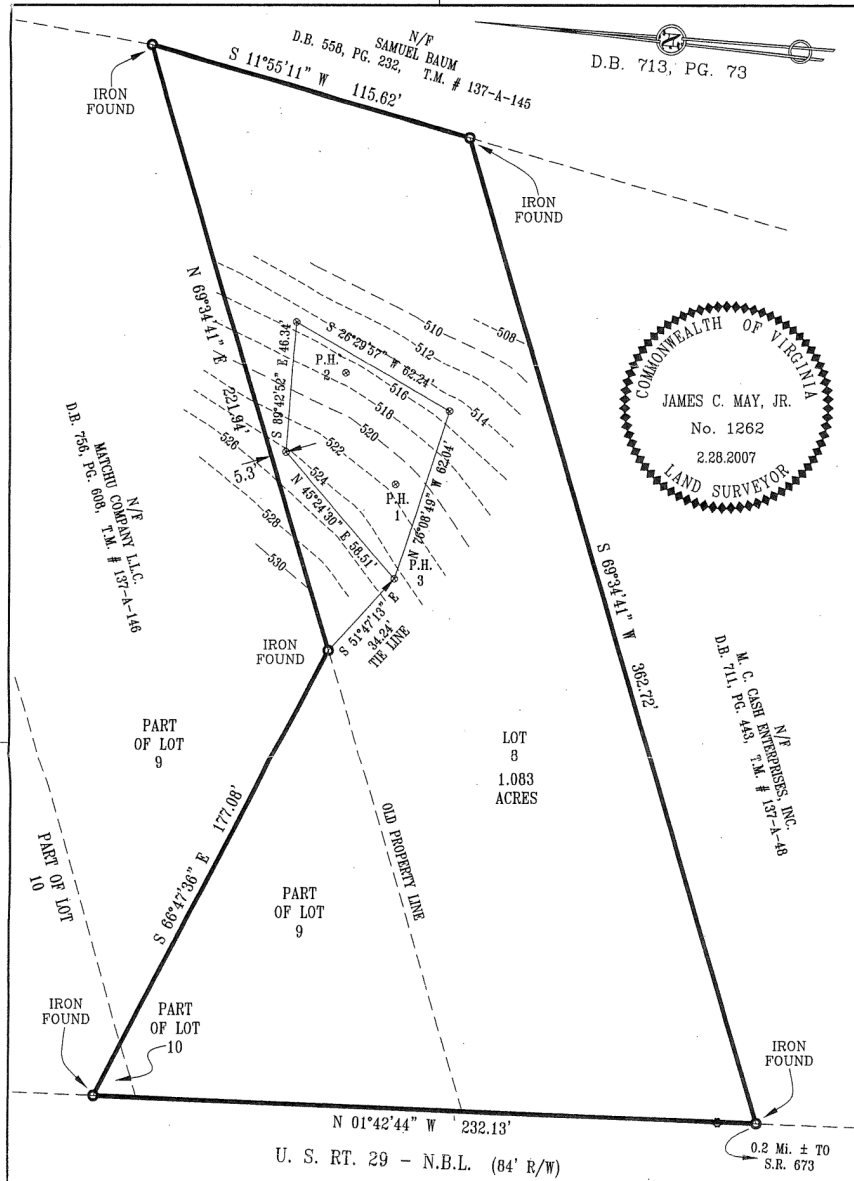 N/F
SAMUEL BAUM
D.B. 558, PG. 232, T.M. # 137-A-145
S 11°55'11" W 115.62'
N
D.B. 713, PG. 73
IRON
FOUND
IRON
FOUND
N 69°34'41" E 221.94'
510
508
512
514
516
518
520
522
524
526
528
530
S 26°29'57" W 62.24'
P.H.
2
S 89°42'52" E 46.34'
5.3'
N 45°24'30" E 58.51'
P.H.
1
N 76°08'49" W 62.04'
P.H.
3
S 51°47'13" E
34.24'
TIE LINE
COMMONWEALTH OF VIRGINIA
JAMES C. MAY, JR.
No. 1262
2.28.2007
LAND SURVEYOR
N/F
MATCHU COMPANY L.L.C.
D.B. 756, PG. 608, T.M. # 137-A-146
S 69°34'41" W 362.72'
N/F
M. C. CASH ENTERPRISES, INC.
D.B. 711, PG. 443, T.M. # 137-A-48
IRON
FOUND
PART
OF LOT
9
LOT
8
1.083
ACRES
S 66°47'36" E 177.08'
OLD PROPERTY LINE
PART OF LOT
10
PART
OF LOT
9
IRON
FOUND
PART
OF LOT
10
IRON
FOUND
N 01°42'44" W 232.13'
0.2 Mi. ± TO
S.R. 673
U. S. RT. 29 - N.B.L. (84' R/W)